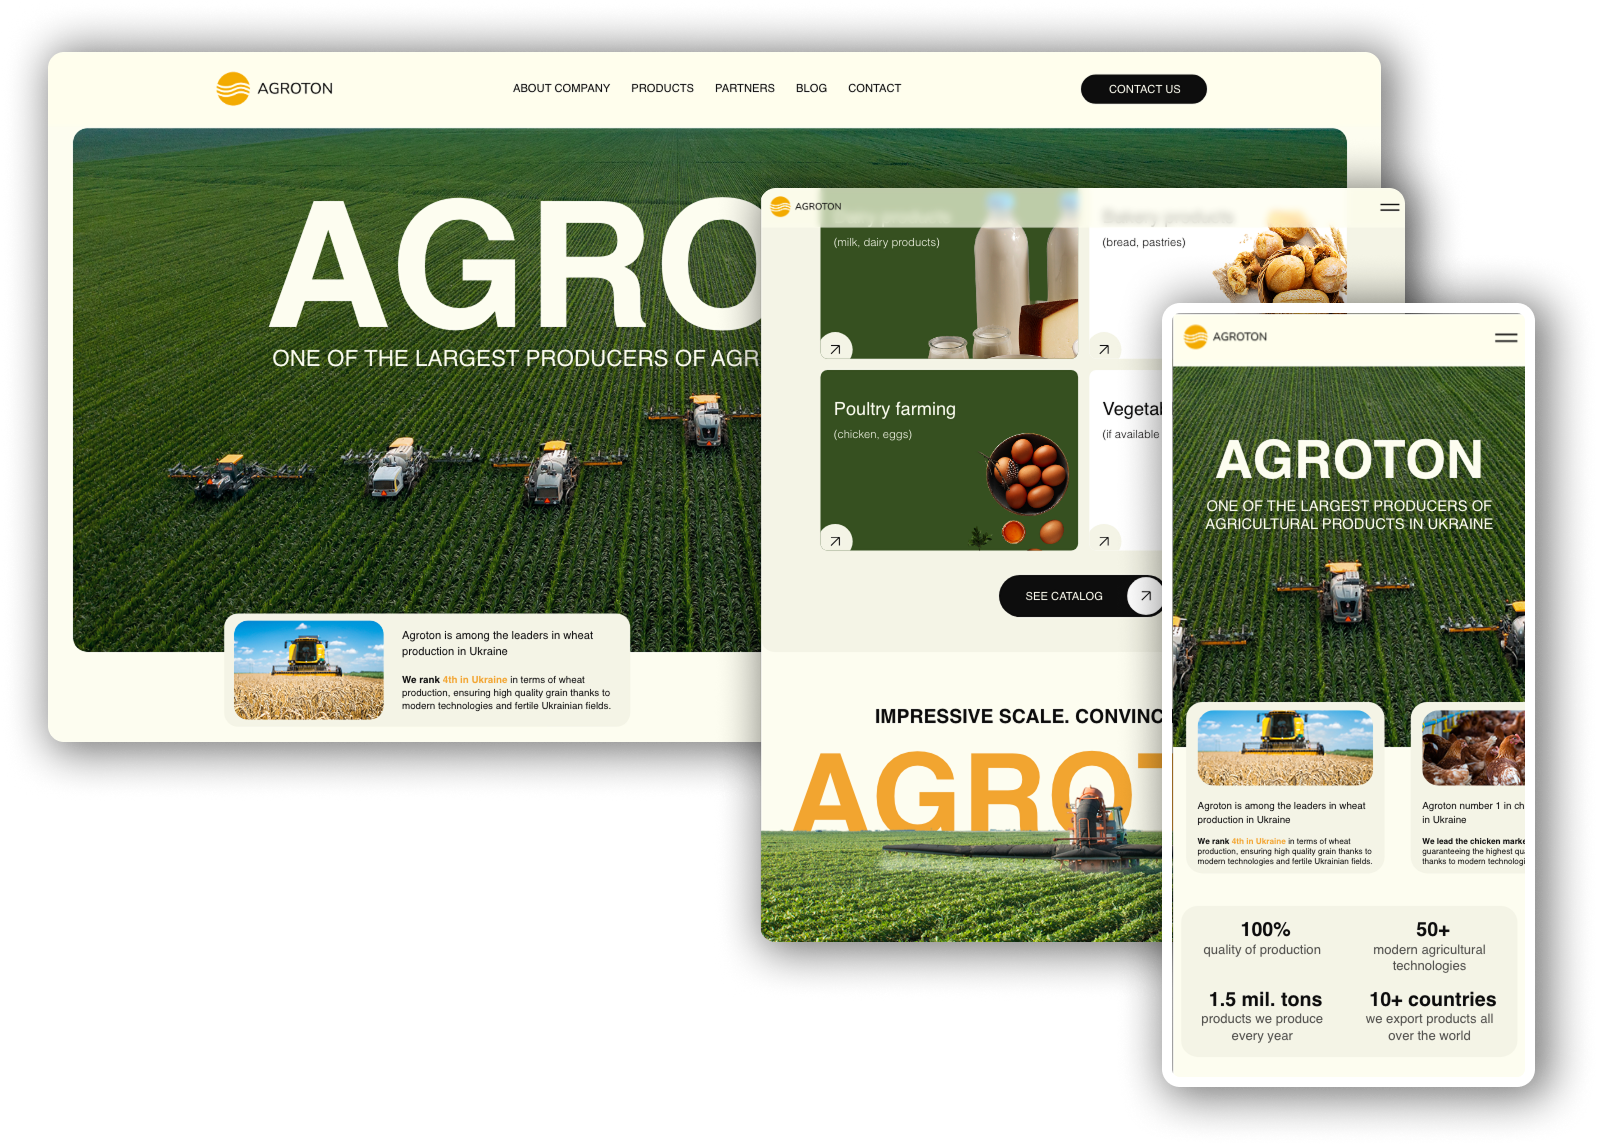 AGROTON
ABOUT COMPANY PRODUCTS PARTNERS BLOG CONTACT
CONTACT US
AGRO
ONE OF THE LARGEST PRODUCERS OF AGR
Agroton is among the leaders in wheat
production in Ukraine
We rank 4th in Ukraine in terms of wheat
production, ensuring high quality grain thanks to
modern technologies and fertile Ukrainian fields.
AGROTON
Dairy products
(milk, dairy products)
Bakery products
(bread, pastries)
Poultry farming
(chicken, eggs)
Vegetal
(if available
SEE CATALOG
IMPRESSIVE SCALE. CONVINC
AGROT
AGROTON
AGROTON
ONE OF THE LARGEST PRODUCERS OF
AGRICULTURAL PRODUCTS IN UKRAINE
Agroton is among the leaders in wheat
production in Ukraine
We rank 4th in Ukraine in terms of wheat
production, ensuring high quality grain thanks to
modern technologies and fertile Ukrainian fields.
Agroton number 1 in ch
in Ukraine
We lead the chicken marke
guaranteeing the highest qu
thanks to modern technologi
100%
quality of production
50+
modern agricultural
technologies
1.5 mil. tons
products we produce
every year
10+ countries
we export products all
over the world